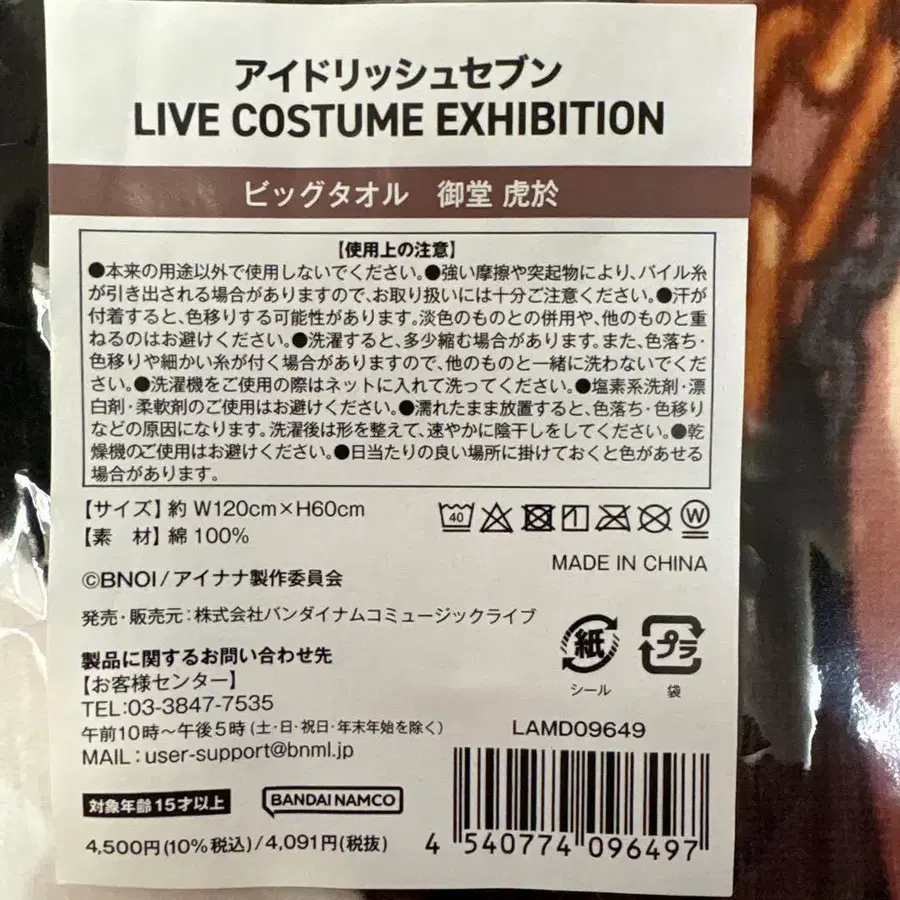 アイドリッシュセブン
LIVE COSTUME EXHIBITION
ビッグタオル 御堂 虎於
【使用上の注意】
●本来の用途以外で使用しないでください。●強い摩擦や突起物により、パイル糸
が引き出される場合がありますので、お取り扱いには十分ご注意ください。●汗が
付着すると、色移りする可能性があります。淡色のものとの併用や、他のものと重
ねるのはお避けください。●洗濯すると、多少縮む場合があります。また、色落ち・
色移りや細かい糸が付く場合がありますので、他のものと一緒に洗わないでくだ
さい。●洗濯機をご使用の際はネットに入れて洗ってください。●塩素系洗剤・漂
白剤・柔軟剤のご使用はお避けください。●濡れたまま放置すると、色落ち・色移り
などの原因になります。洗濯後は形を整えて、速やかに陰干しをしてください。●乾
燥機のご使用はお避けください。●日当たりの良い場所に掛けておくと色があせる
場合があります。
【サイズ】約 W120cm×H60cm
【素 材】綿 100%
40
W
MADE IN CHINA
©BNOI/アイナナ製作委員会
発売・販売元:株式会社バンダイナムコミュージックライブ
製品に関するお問い合わせ先
【お客様センター】
TEL:03-3847-7535
午前10時~午後5時(土・日・祝日・年末年始を除く)
MAIL:user-support@bnml.jp
紙
シール
プラ
袋
LAMD09649
対象年齢15才以上
BANDAI NAMCO
4,500円(10%税込)/4,091円(税抜)
4 540774 096497